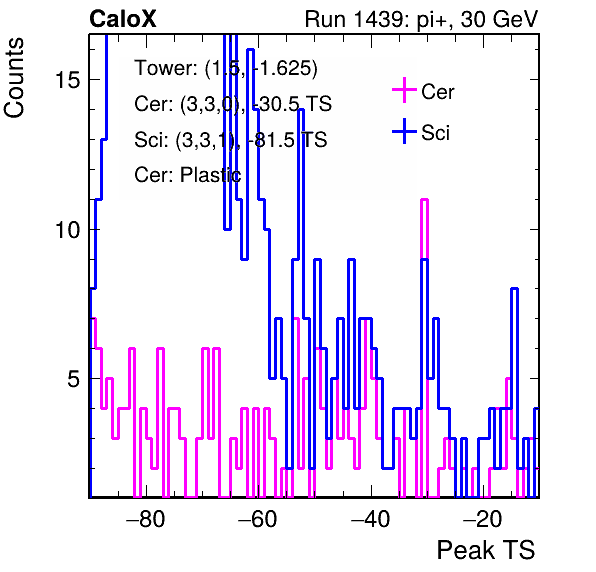 CaloX Run 1439: pi+, 30 GeV
Counts
15
10
5
Tower: (1.5, -1.625)
Cer: (3,3,0), -30.5 TS
Sci: (3,3,1), -81.5 TS
Cer: Plastic
Cer
Sci
−80 −60 −40 −20
Peak TS